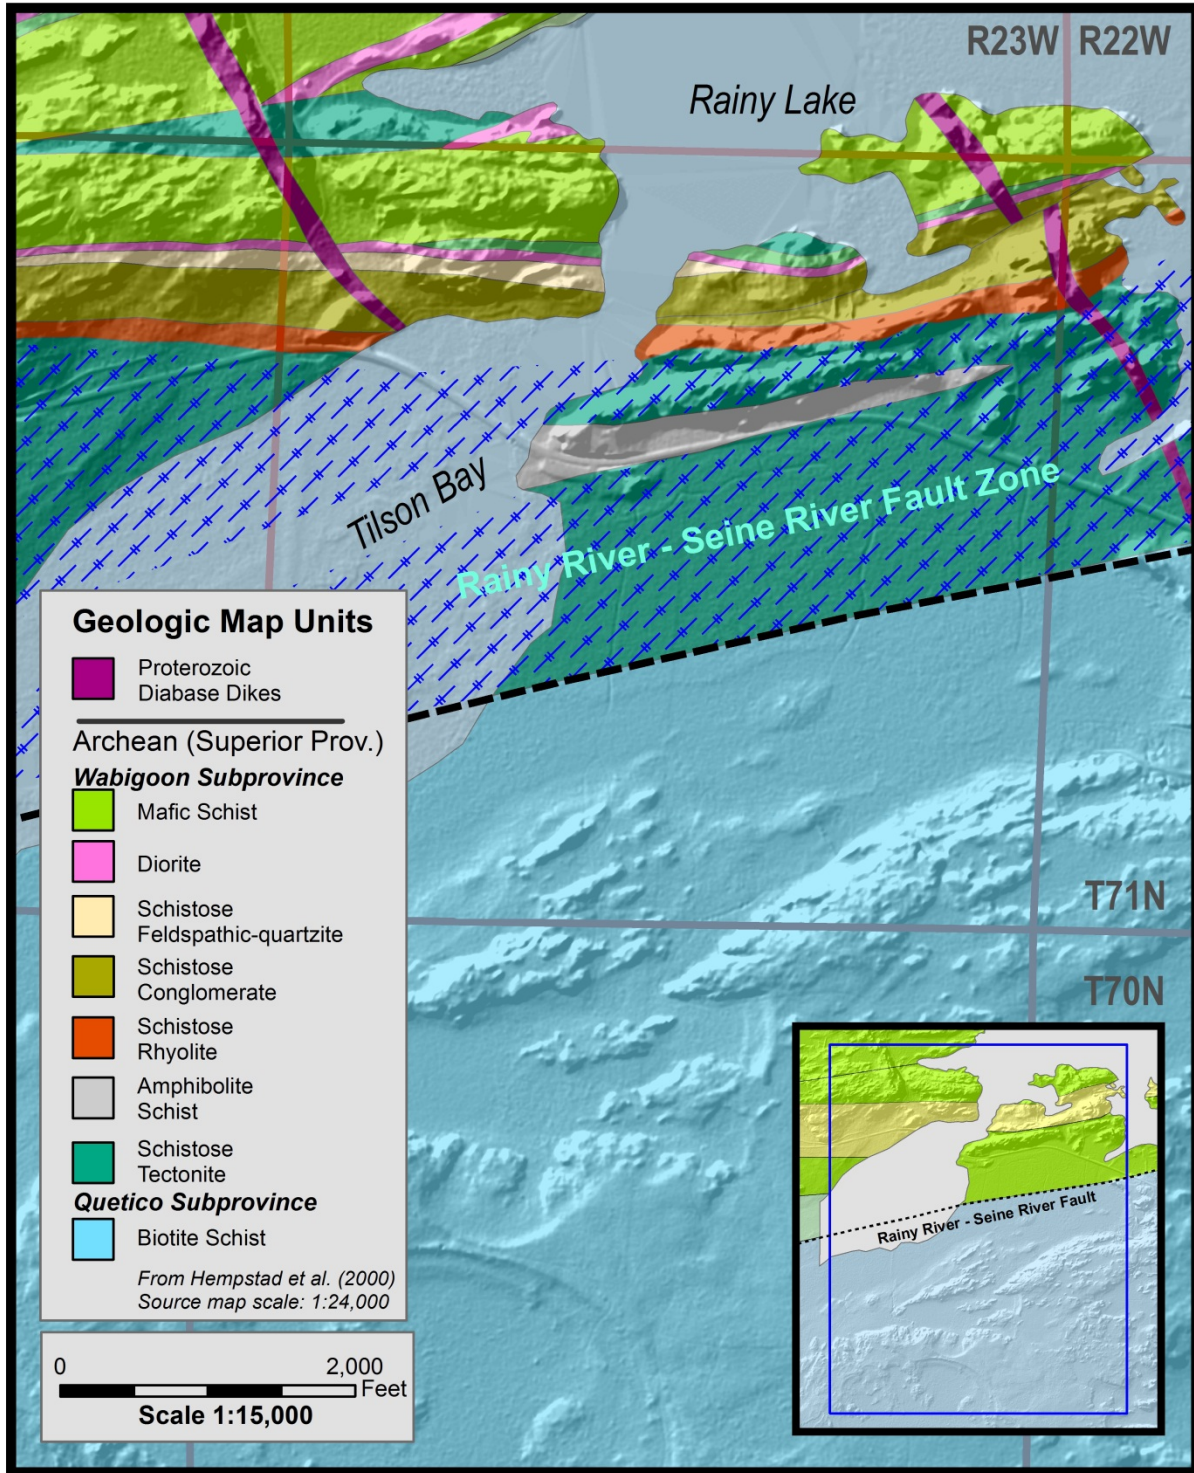 R23W R22W
Rainy Lake
Tilson Bay
Rainy River - Seine River Fault Zone
Geologic Map Units
Proterozoic
Diabase Dikes
Archean (Superior Prov.)
Wabigoon Subprovince
Mafic Schist
Diorite
Schistose
Feldspathic-quartzite
Schistose
Conglomerate
Schistose
Rhyolite
Amphibolite
Schist
Schistose
Tectonite
Quetico Subprovince
Biotite Schist
From Hempstad et al. (2000)
Source map scale: 1:24,000
0 2,000
Feet
Scale 1:15,000
T71N
T70N
Rainy River - Seine River Fault